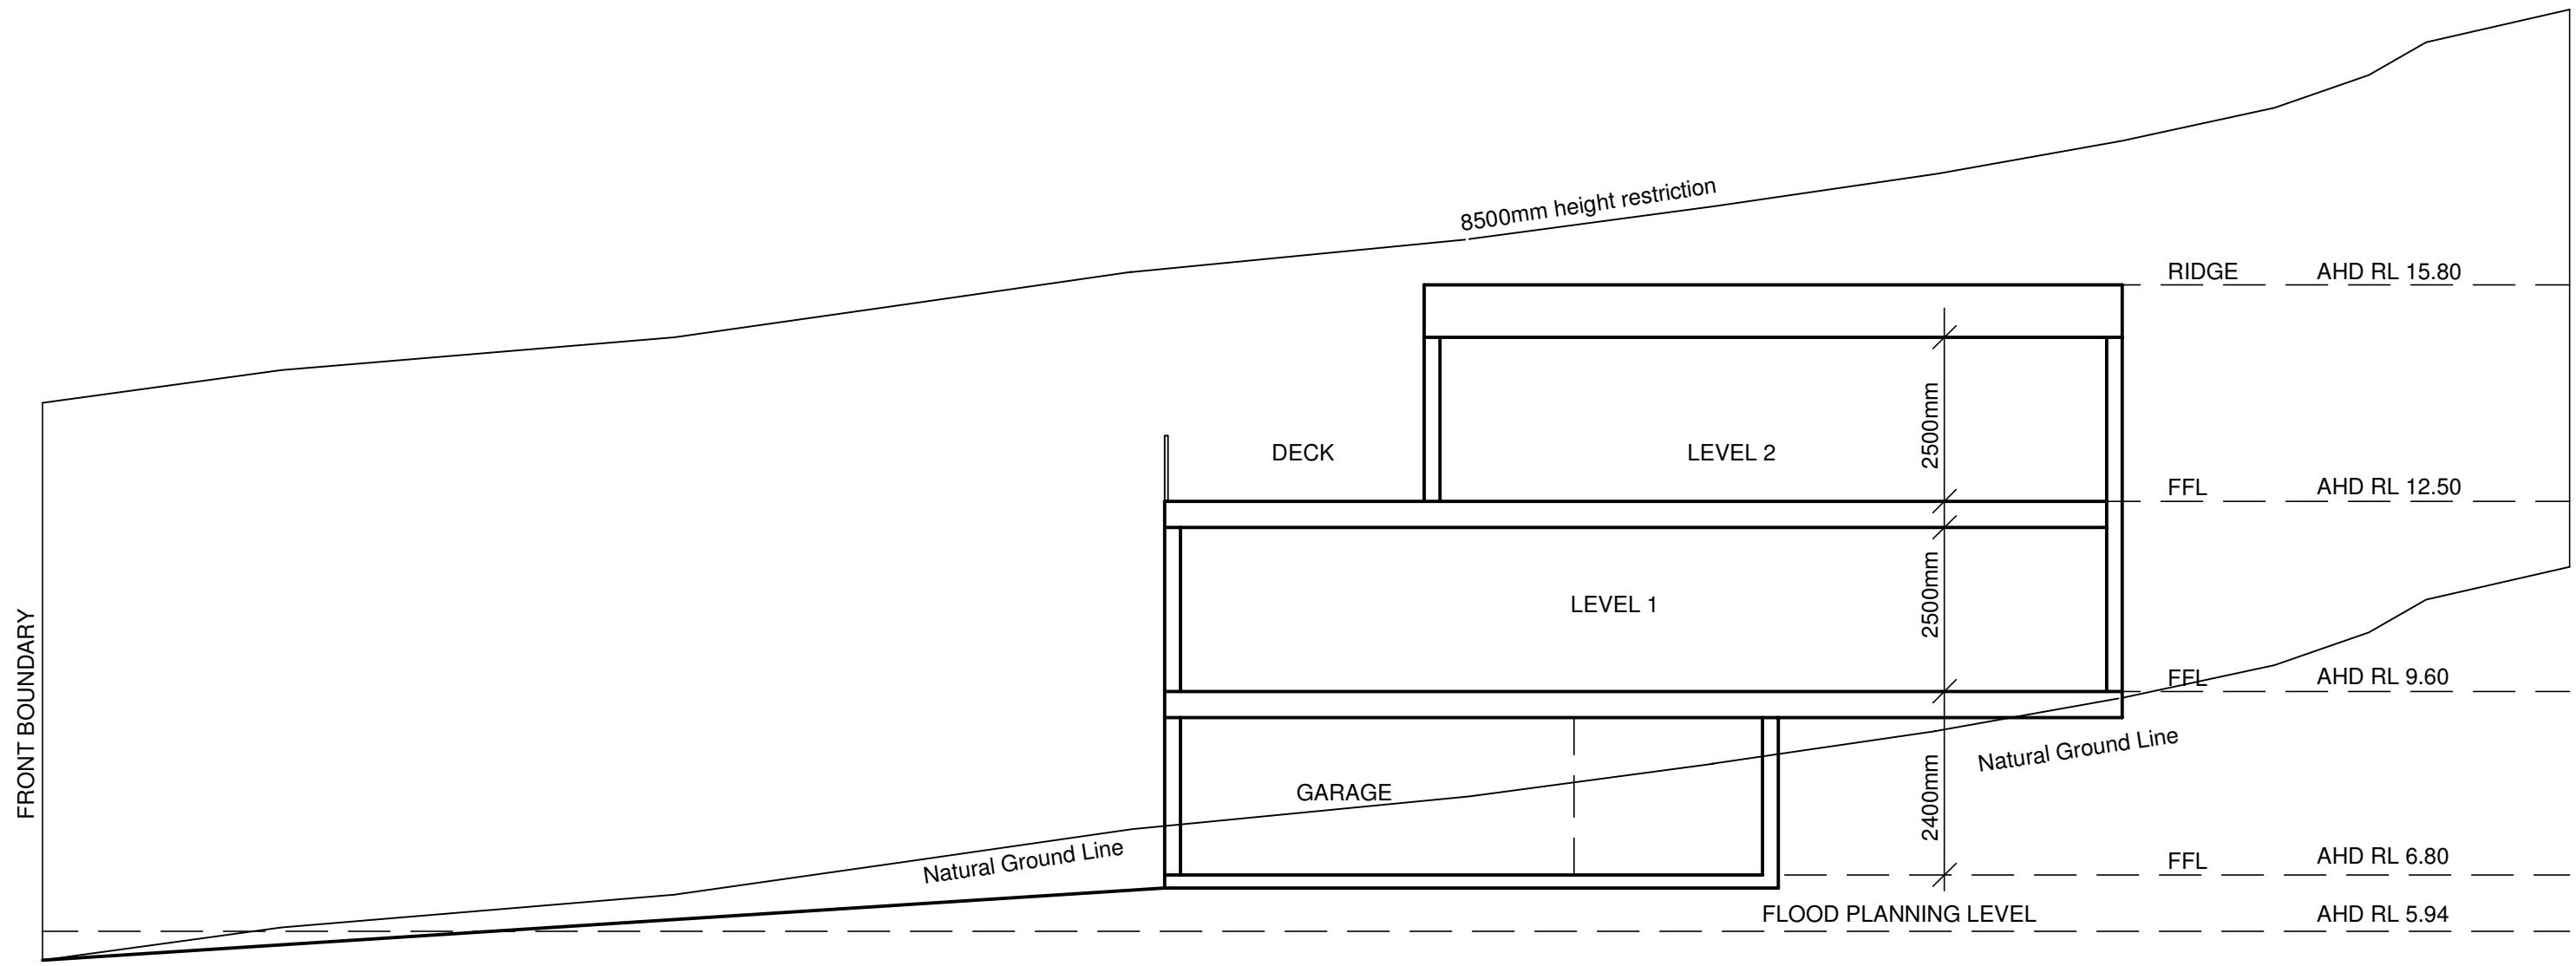 8500mm height restriction
RIDGE AHD RL 15.80
2500mm
DECK
LEVEL 2
FFL AHD RL 12.50
2500mm
LEVEL 1
FRONT BOUNDARY
FFL AHD RL 9.60
Natural Ground Line
GARAGE
2400mm
Natural Ground Line
FFL AHD RL 6.80
FLOOD PLANNING LEVEL AHD RL 5.94